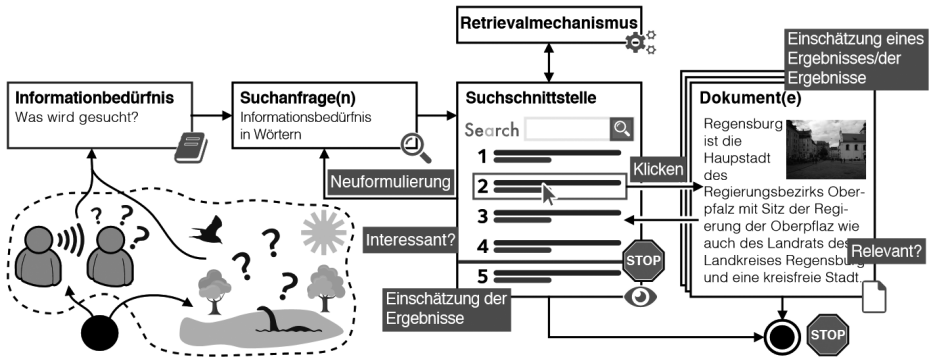 Retrievalmechanismus
Informationbedürfnis
Was wird gesucht?
Suchanfrage(n)
Informationsbedürfnis
in Wörtern
Neuformulierung
Suchschnittstelle
Search
1
2
3
4
5
Interessant?
Einschätzung der
Ergebnisse
STOP
Klicken
Einschätzung eines
Ergebnisses/der
Ergebnisse
Dokument(e)
Regensburg
ist die
Haupstadt
des
Regierungsbezirks Ober-
pfalz mit Sitz der Regi-
erung der Oberpflaz wie
auch des Landrats des
Landkreises Regensburg
und eine kreisfreie Stadt.
Relevant?
STOP
? ?
?
?
?
?